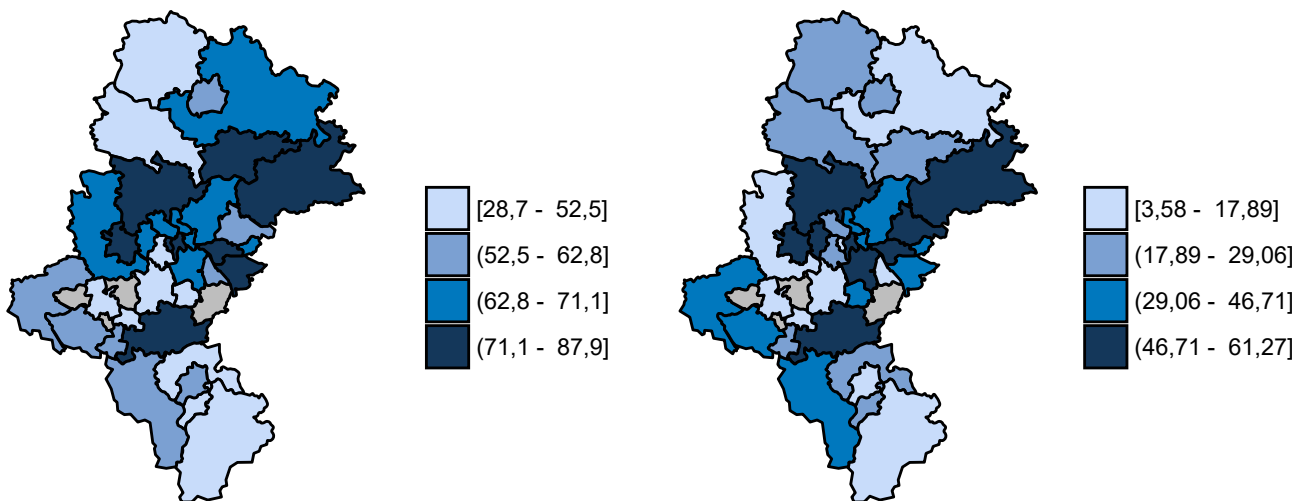 [28,7 - 52,5]
(52,5 - 62,8]
(62,8 - 71,1]
(71,1 - 87,9]
[3,58 - 17,89]
(17,89 - 29,06]
(29,06 - 46,71]
(46,71 - 61,27]